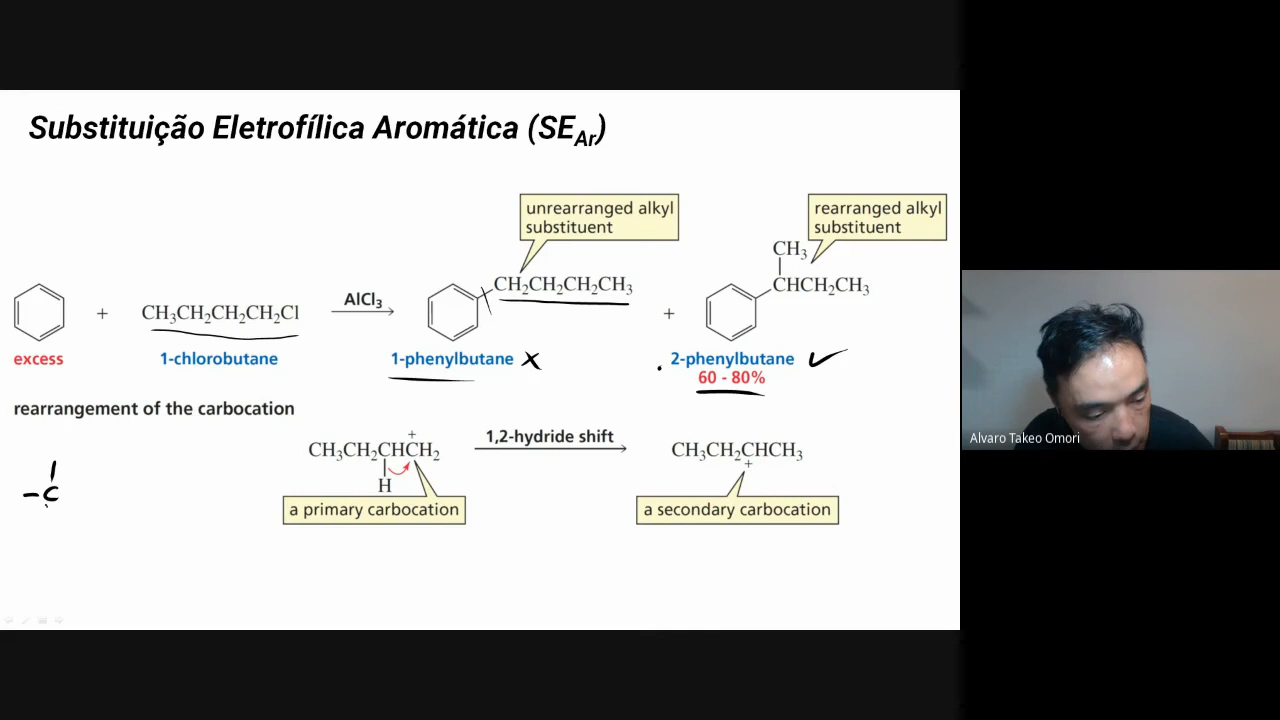 Substituição Eletrofílica Aromática (SEAr)
unrearranged alkyl
substituent
rearranged alkyl
substituent
CH3
CH2CH2CH2CH3
CHCH2CH3
+ CH3CH2CH2CH2Cl AlCl3 +
excess 1-chlorobutane 1-phenylbutane x 2-phenylbutane ✓
60 - 80%
rearrangement of the carbocation
+
CH3CH2CHCH2 1,2-hydride shift CH3CH2CHCH3
H +
a primary carbocation a secondary carbocation
-C
Alvaro Takeo Omori